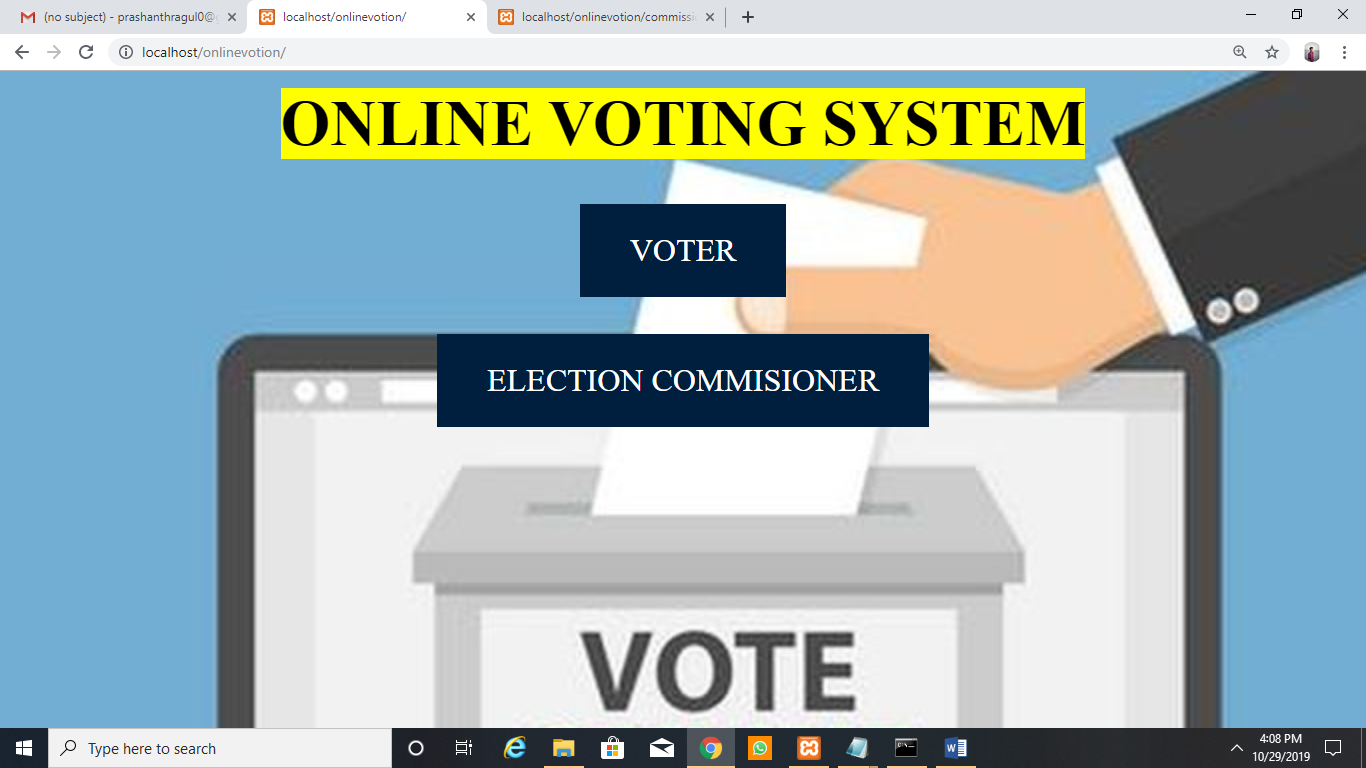 (no subject) - prashanthragul0@g
localhost/onlinevotion/
localhost/onlinevotion/commissi
localhost/onlinevotion/
ONLINE VOTING SYSTEM
VOTER
ELECTION COMMISIONER
VOTE
Type here to search
4:08 PM
10/29/2019